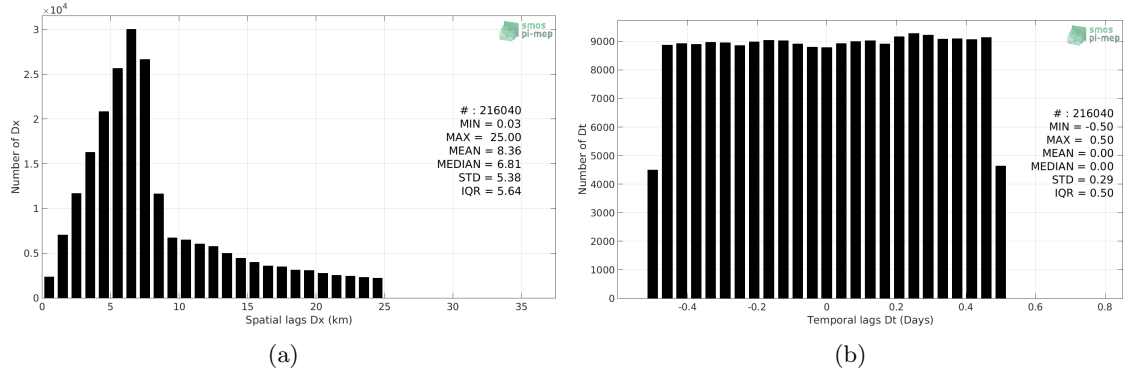 ×10⁴
3
2.5
2
1.5
1
0.5
0
Number of Dx
0 5 10 15 20 25 30 35
Spatial lags Dx (km)
smos
pi-mep
# : 216040
MIN = 0.03
MAX = 25.00
MEAN = 8.36
MEDIAN = 6.81
STD = 5.38
IQR = 5.64
(a)
9000
8000
7000
6000
5000
4000
3000
2000
1000
0
Number of Dt
-0.4 -0.2 0 0.2 0.4 0.6 0.8
Temporal lags Dt (Days)
smos
pi-mep
# : 216040
MIN = -0.50
MAX = 0.50
MEAN = 0.00
MEDIAN = 0.00
STD = 0.29
IQR = 0.50
(b)